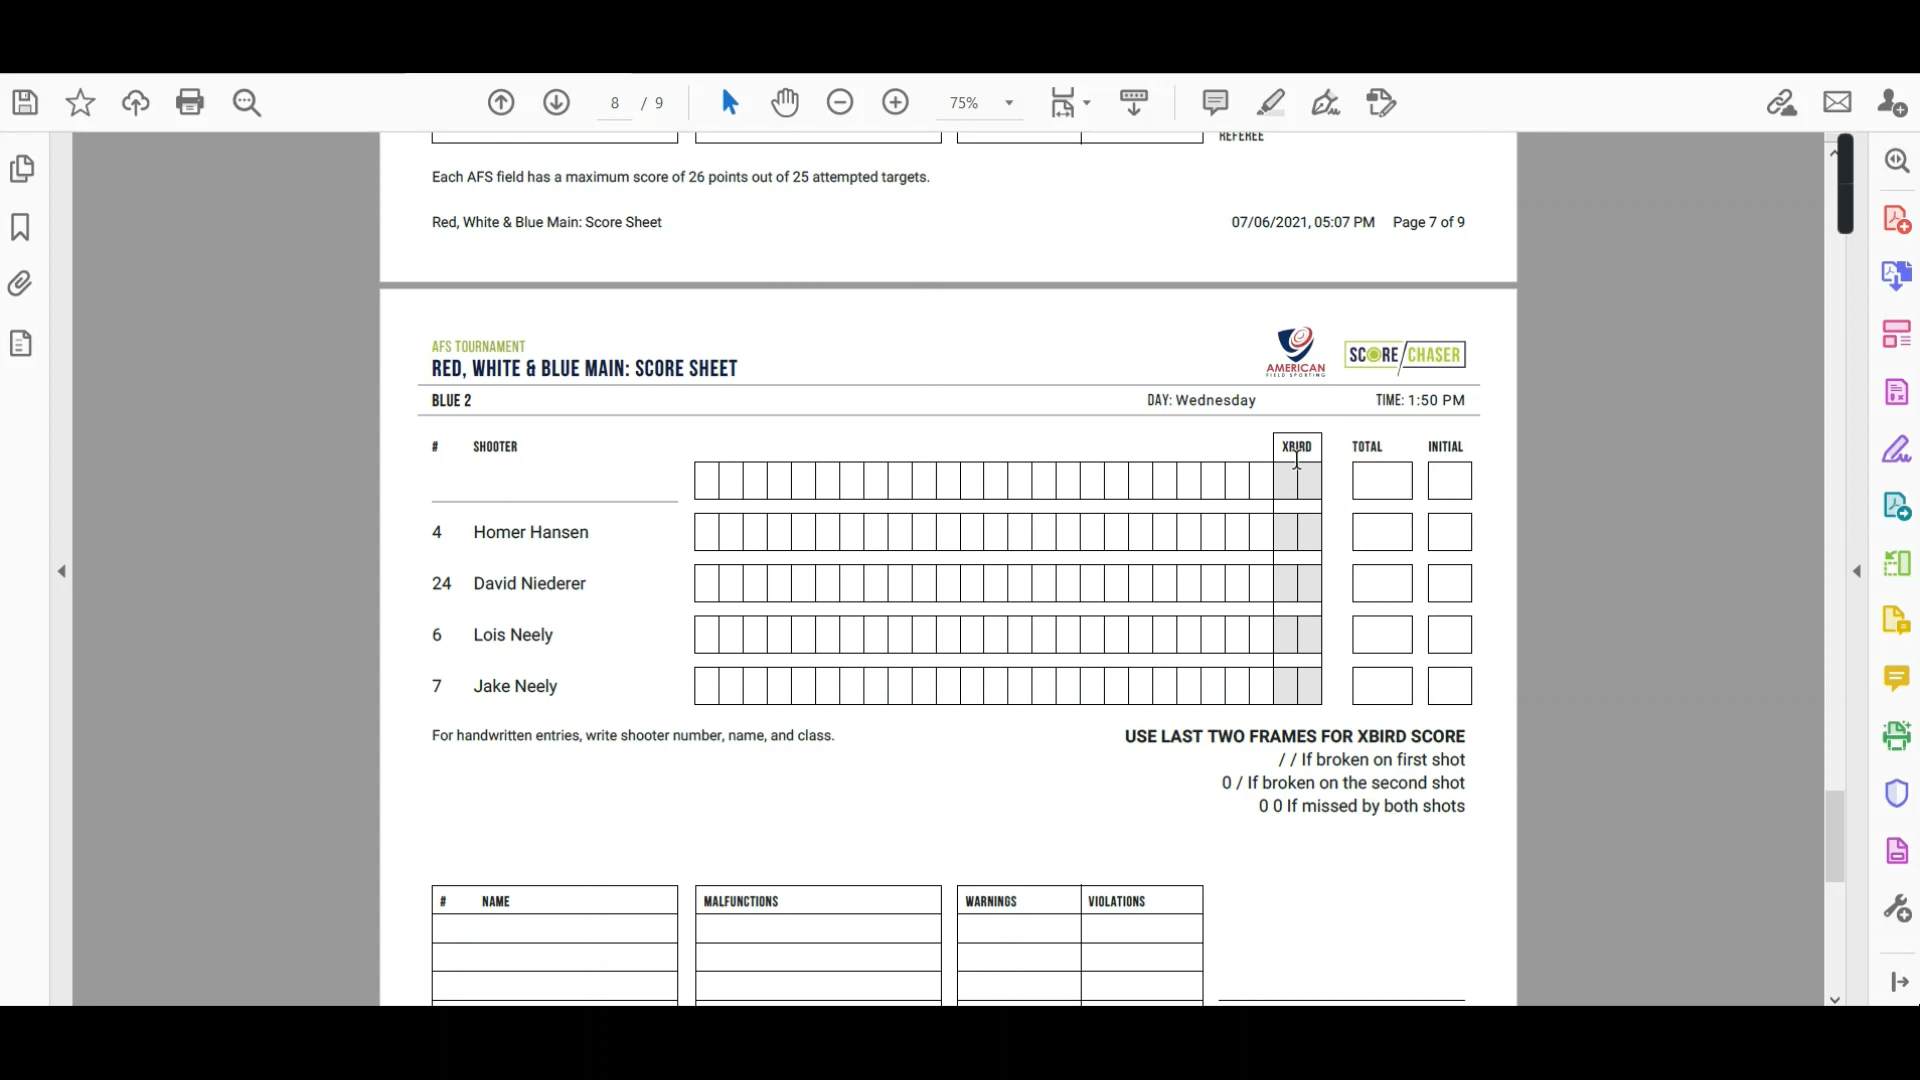 8 / 9
75%
REFEREE
Each AFS field has a maximum score of 26 points out of 25 attempted targets.
Red, White & Blue Main: Score Sheet 07/06/2021, 05:07 PM Page 7 of 9
AFS TOURNAMENT
RED, WHITE & BLUE MAIN: SCORE SHEET
AMERICAN
FIELD SPORTING
SCORE/CHASER
BLUE 2 DAY: Wednesday TIME: 1:50 PM
# SHOOTER XBIRD TOTAL INITIAL
4 Homer Hansen
24 David Niederer
6 Lois Neely
7 Jake Neely
For handwritten entries, write shooter number, name, and class.
USE LAST TWO FRAMES FOR XBIRD SCORE
/ / If broken on first shot
0 / If broken on the second shot
0 0 If missed by both shots
# NAME MALFUNCTIONS WARNINGS VIOLATIONS